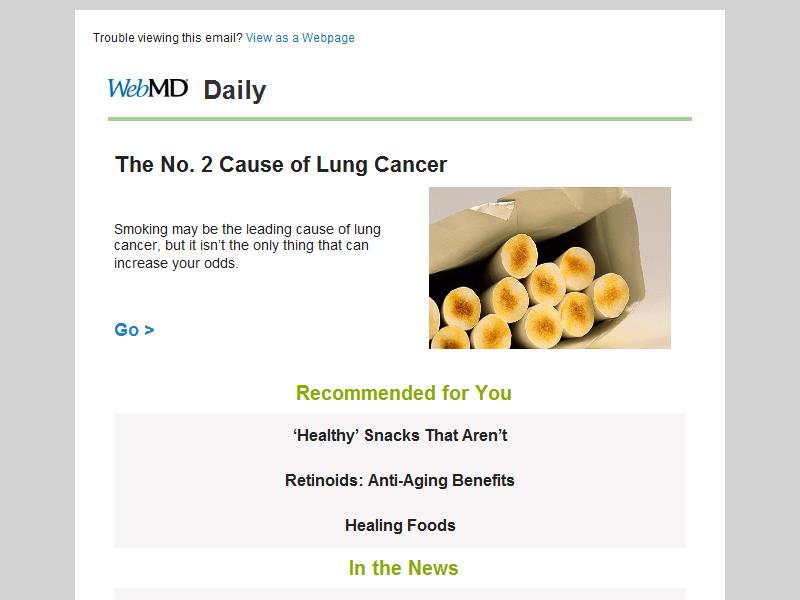 Trouble viewing this email? View as a Webpage
WebMD Daily
The No. 2 Cause of Lung Cancer
Smoking may be the leading cause of lung
cancer, but it isn't the only thing that can
increase your odds.
Go >
Recommended for You
‘Healthy’ Snacks That Aren’t
Retinoids: Anti-Aging Benefits
Healing Foods
In the News